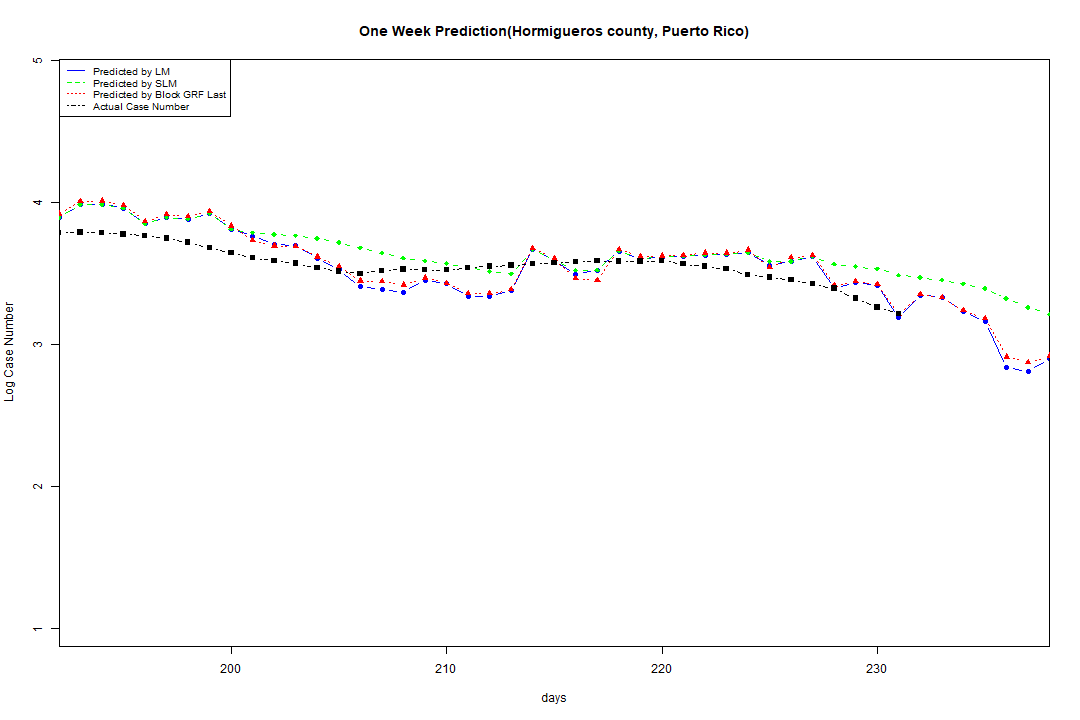 One Week Prediction(Hormigueros county, Puerto Rico)
Predicted by LM
Predicted by SLM
Predicted by Block GRF Last
Actual Case Number
5
4
3
2
1
Log Case Number
200
210
220
230
days